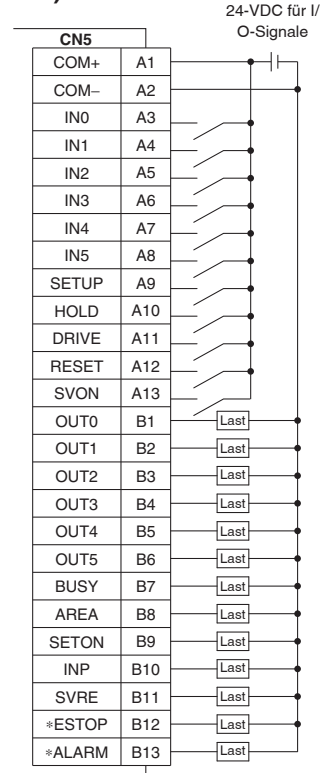 24-VDC für I/
O-Signale
CN5
COM+ A1
COM− A2
IN0 A3
IN1 A4
IN2 A5
IN3 A6
IN4 A7
IN5 A8
SETUP A9
HOLD A10
DRIVE A11
RESET A12
SVON A13
OUT0 B1 Last
OUT1 B2 Last
OUT2 B3 Last
OUT3 B4 Last
OUT4 B5 Last
OUT5 B6 Last
BUSY B7 Last
AREA B8 Last
SETON B9 Last
INP B10 Last
SVRE B11 Last
∗ESTOP B12 Last
∗ALARM B13 Last